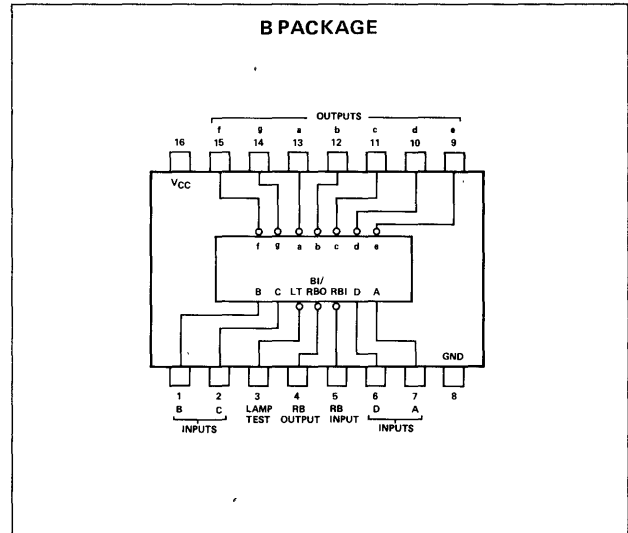 B PACKAGE
OUTPUTS
f g a b c d e
16 15 14 13 12 11 10 9
VCC
f g a b c d e
BI/
B C LT RBO RBI D A
GND
1 2 3 4 5 6 7 8
B C LAMP RB RB D A
TEST OUTPUT INPUT
INPUTS INPUTS